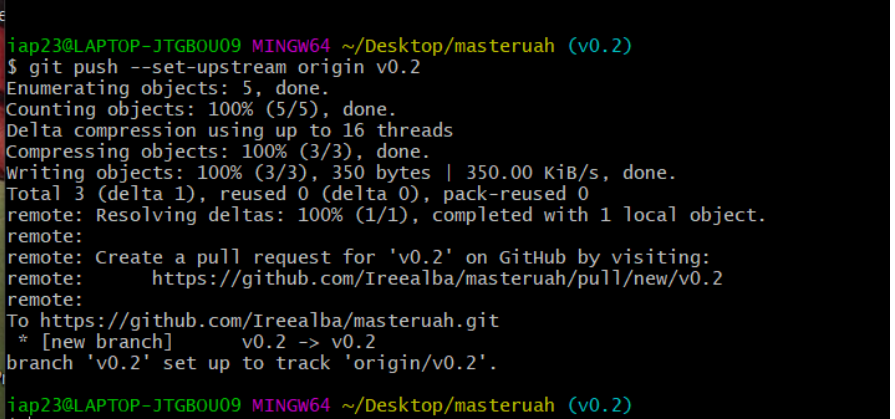 iap23@LAPTOP-JTGBOU09 MINGW64 ~/Desktop/masteruah (v0.2)
$ git push --set-upstream origin v0.2
Enumerating objects: 5, done.
Counting objects: 100% (5/5), done.
Delta compression using up to 16 threads
Compressing objects: 100% (3/3), done.
Writing objects: 100% (3/3), 350 bytes | 350.00 KiB/s, done.
Total 3 (delta 1), reused 0 (delta 0), pack-reused 0
remote: Resolving deltas: 100% (1/1), completed with 1 local object.
remote:
remote: Create a pull request for 'v0.2' on GitHub by visiting:
remote:      https://github.com/Ireealba/masteruah/pull/new/v0.2
remote:
To https://github.com/Ireealba/masteruah.git
 * [new branch]      v0.2 -> v0.2
branch 'v0.2' set up to track 'origin/v0.2'.
iap23@LAPTOP-JTGBOU09 MINGW64 ~/Desktop/masteruah (v0.2)